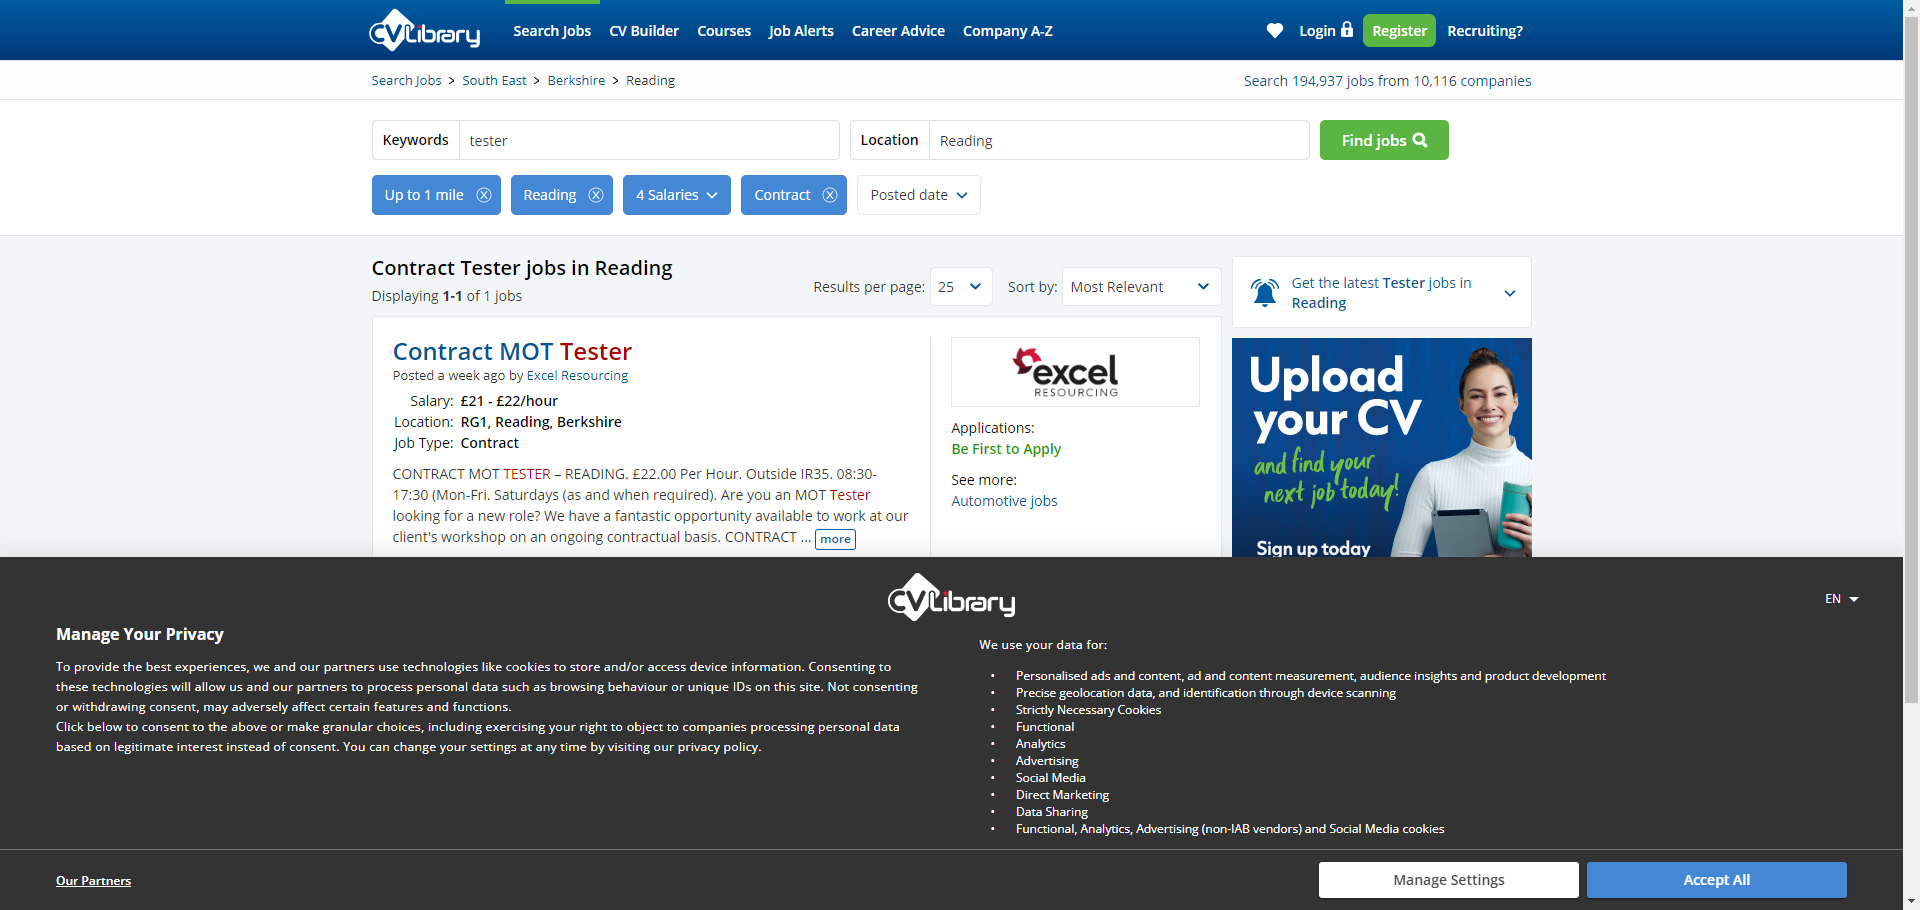 CVLibrary
Search Jobs
CV Builder
Courses
Job Alerts
Career Advice
Company A-Z
Login
Register
Recruiting?
Search Jobs > South East > Berkshire > Reading
Search 194,937 jobs from 10,116 companies
Keywords
tester
Location
Reading
Find jobs
Up to 1 mile
Reading
4 Salaries
Contract
Posted date
Contract Tester jobs in Reading
Displaying 1-1 of 1 jobs
Results per page:
25
Sort by:
Most Relevant
Get the latest Tester jobs in
Reading
Contract MOT Tester
Posted a week ago by Excel Resourcing
Salary: £21 - £22/hour
Location: RG1, Reading, Berkshire
Job Type: Contract
CONTRACT MOT TESTER – READING. £22.00 Per Hour. Outside IR35. 08:30-
17:30 (Mon-Fri. Saturdays (as and when required). Are you an MOT Tester
looking for a new role? We have a fantastic opportunity available to work at our
client's workshop on an ongoing contractual basis. CONTRACT ... more
excel
RESOURCING
Applications:
Be First to Apply
See more:
Automotive jobs
Upload
your CV
and find your
next job today!
Sign up today
CVLibrary
EN
Manage Your Privacy
To provide the best experiences, we and our partners use technologies like cookies to store and/or access device information. Consenting to
these technologies will allow us and our partners to process personal data such as browsing behaviour or unique IDs on this site. Not consenting
or withdrawing consent, may adversely affect certain features and functions.
Click below to consent to the above or make granular choices, including exercising your right to object to companies processing personal data
based on legitimate interest instead of consent. You can change your settings at any time by visiting our privacy policy.
We use your data for:
• Personalised ads and content, ad and content measurement, audience insights and product development
• Precise geolocation data, and identification through device scanning
• Strictly Necessary Cookies
• Functional
• Analytics
• Advertising
• Social Media
• Direct Marketing
• Data Sharing
• Functional, Analytics, Advertising (non-IAB vendors) and Social Media cookies
Our Partners
Manage Settings
Accept All